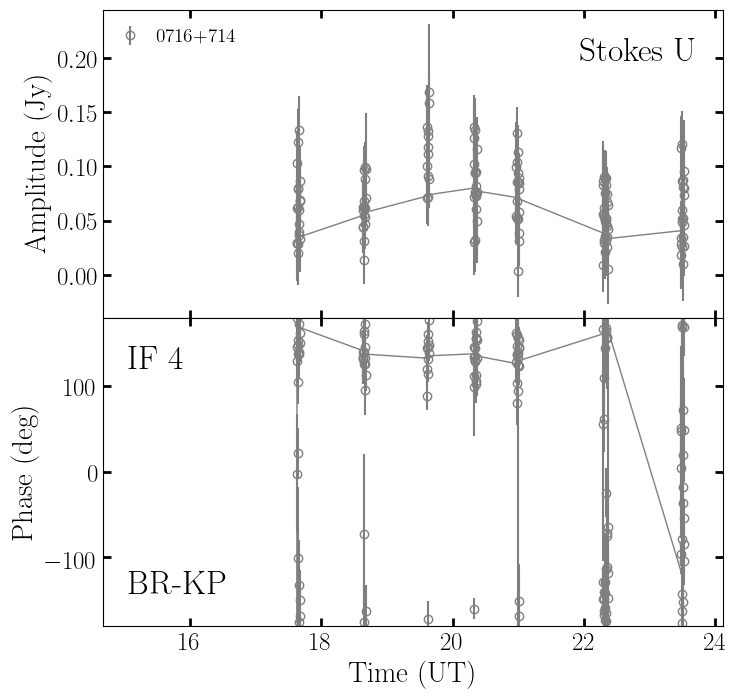 0716+714
Stokes U
Amplitude (Jy)
0.20
0.15
0.10
0.05
0.00
IF 4
BR-KP
Phase (deg)
100
0
−100
16 18 20 22 24
Time (UT)